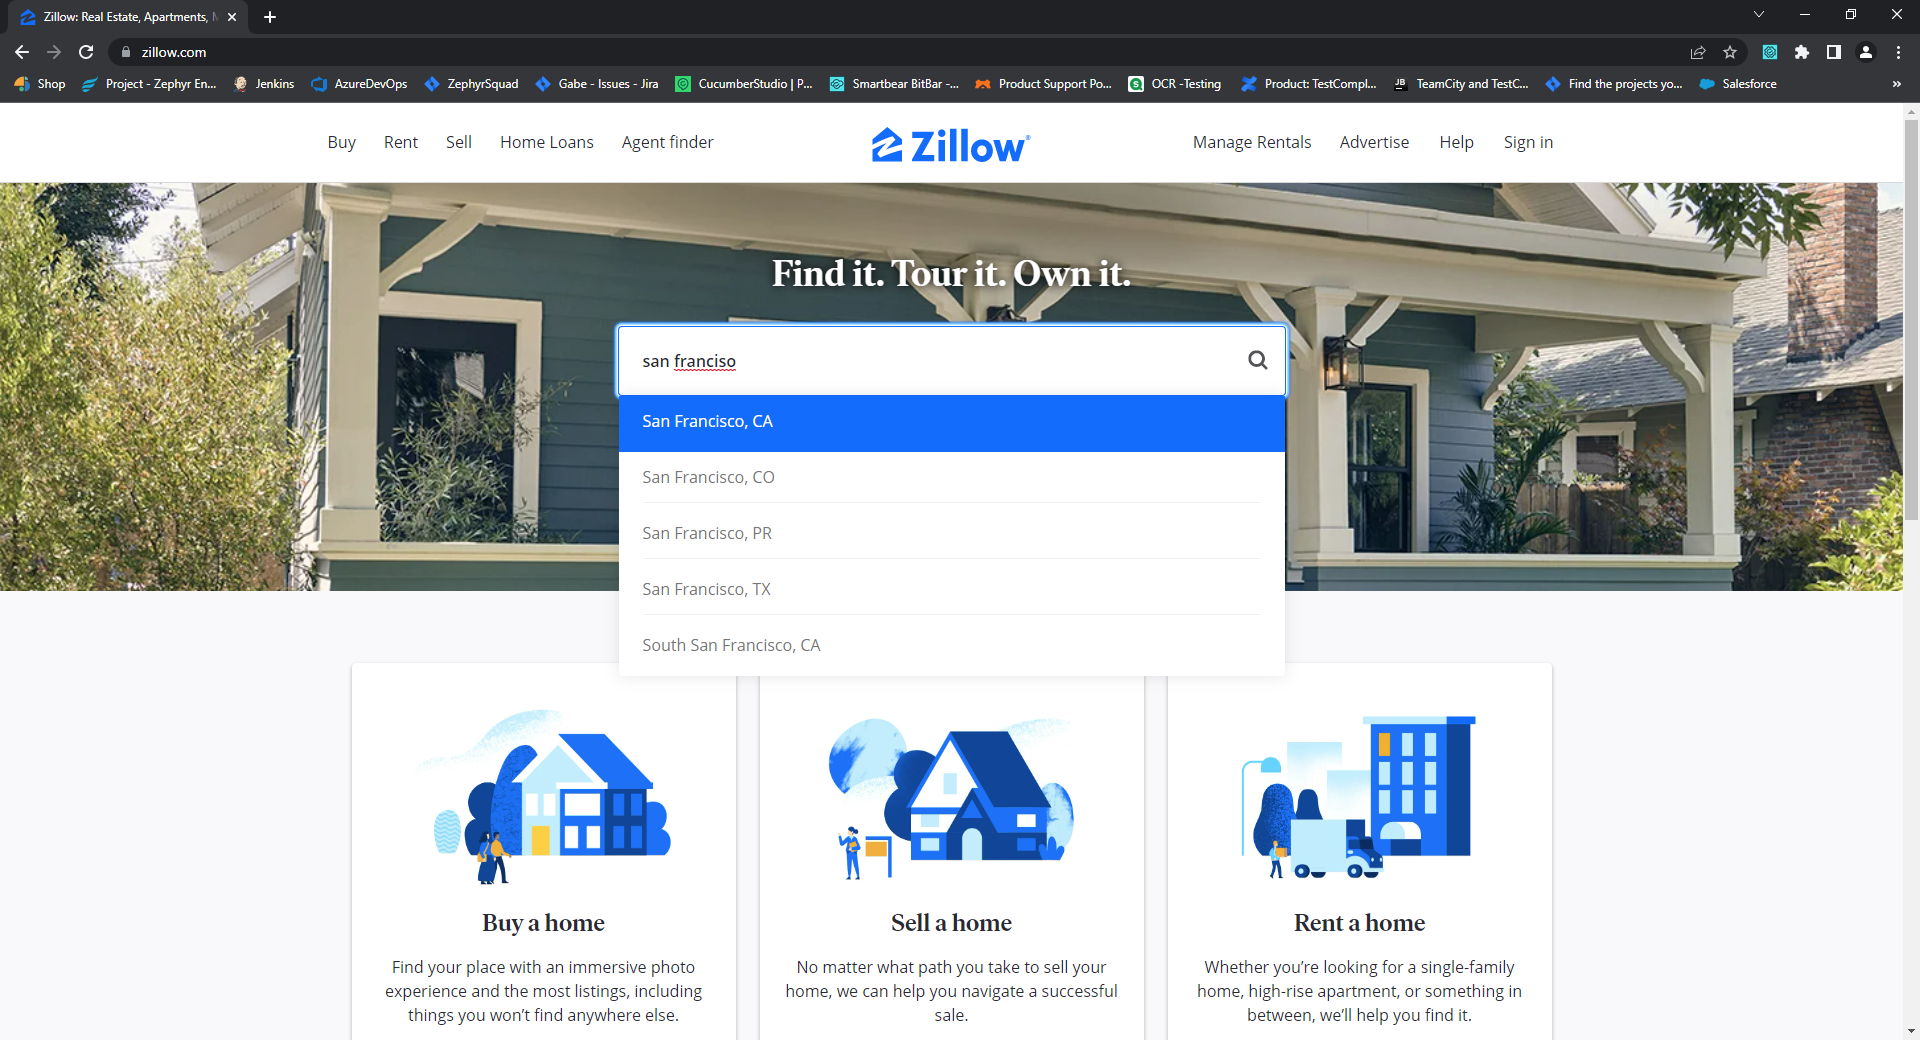 Zillow: Real Estate, Apartments,
zillow.com
Shop
Project - Zephyr En...
Jenkins
AzureDevOps
ZephyrSquad
Gabe - Issues - Jira
CucumberStudio | P...
Smartbear BitBar -...
Product Support Po...
OCR -Testing
Product: TestCompl...
JB
TeamCity and TestC...
Find the projects yo...
Salesforce
»
Buy
Rent
Sell
Home Loans
Agent finder
Zillow®
Manage Rentals
Advertise
Help
Sign in
Find it. Tour it. Own it.
san franciso
San Francisco, CA
San Francisco, CO
San Francisco, PR
San Francisco, TX
South San Francisco, CA
Buy a home
Find your place with an immersive photo
experience and the most listings, including
things you won’t find anywhere else.
Sell a home
No matter what path you take to sell your
home, we can help you navigate a successful
sale.
Rent a home
Whether you’re looking for a single-family
home, high-rise apartment, or something in
between, we’ll help you find it.